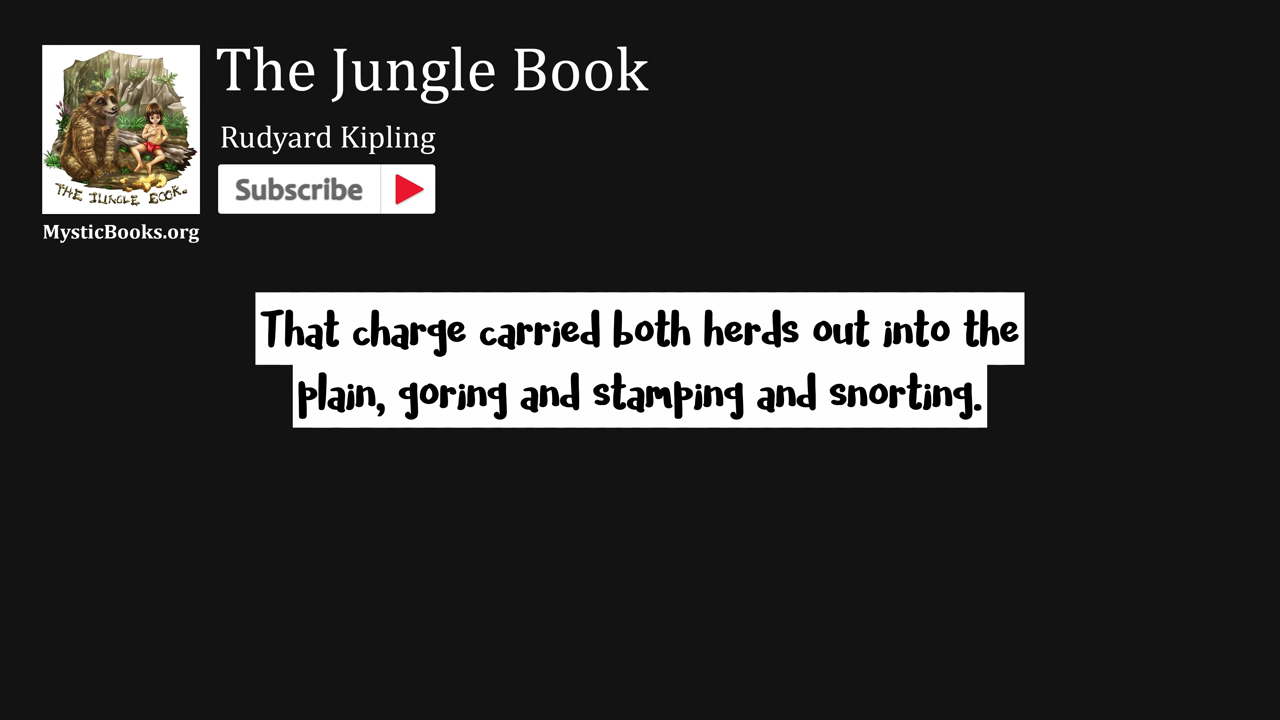 The Jungle Book
Rudyard Kipling
Subscribe
THE JUNGLE BOOK.
MysticBooks.org
That charge carried both herds out into the
plain, goring and stamping and snorting.